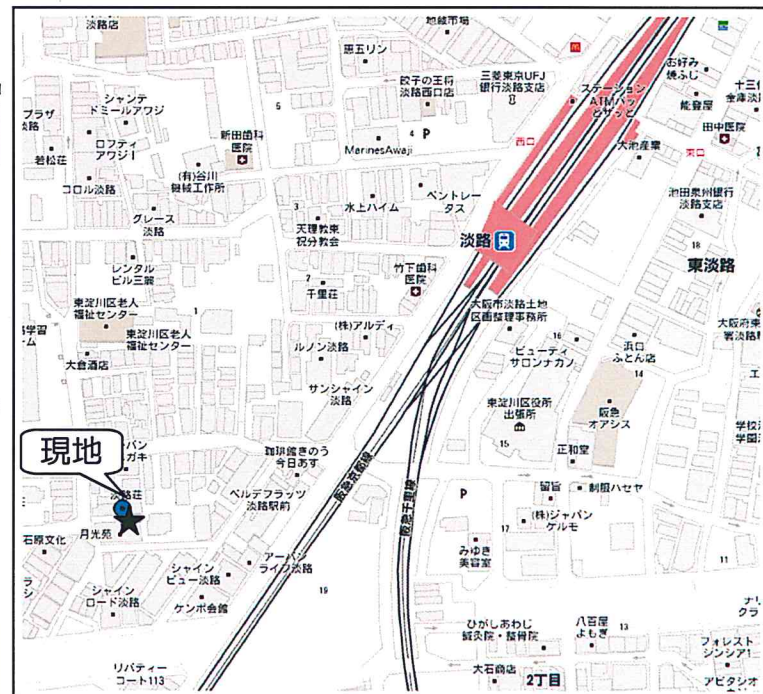 地縁市場
恵五リン
餃子の王将
淡路西口店
三菱東京UFJ
銀行淡路支店
ステーション
ATMパッ
とサッと
お好み
焼ふじ
能登屋
田中医院
シャンテ
ドミールアワジ
プラザ
淡路
ロフティ
アワジI
若松荘
コロル淡路
新田歯科
医院
(有)谷川
機械工作所
5
4
P
MarinesAwaji
西口
東口
大池産業
池田泉州銀行
淡路支店
グレース
淡路
3
天理教東
祝分教会
水上ハイム
ベントレー
タス
淡路
18
東淡路
レンタル
ビル三麗
竹下歯科
医院
2
千里荘
東淀川区老人
福祉センター
東淀川区老人
福祉センター
1
大倉酒店
(株)アルディ
ルノン淡路
サンシャイン
淡路
大阪市淡路土地
区画整理事務所
16
ビューティ
サロンナカノ
浜口
ふとん店
14
東淀川区役所
出張所
15
阪急
オアシス
正和堂
現地
淡路荘
月光苑
石原文化
珈琲館きのう
今日あす
ベルデフラッツ
淡路駅前
阪急京都線
阪急千里線
P
留旨
制服ハセヤ
17
(株)ジャパン
ケルモ
みゆき
美容室
11
シャイン
ビュー淡路
アーバン
ライフ淡路
シャイン
ロード淡路
ケンポ会館
19
ひがしあわじ
鍼灸院・整骨院
八百屋
よもぎ
13
フォレスト
シンシア1
リバティー
コート113
大石商店
2丁目
アビタシオ